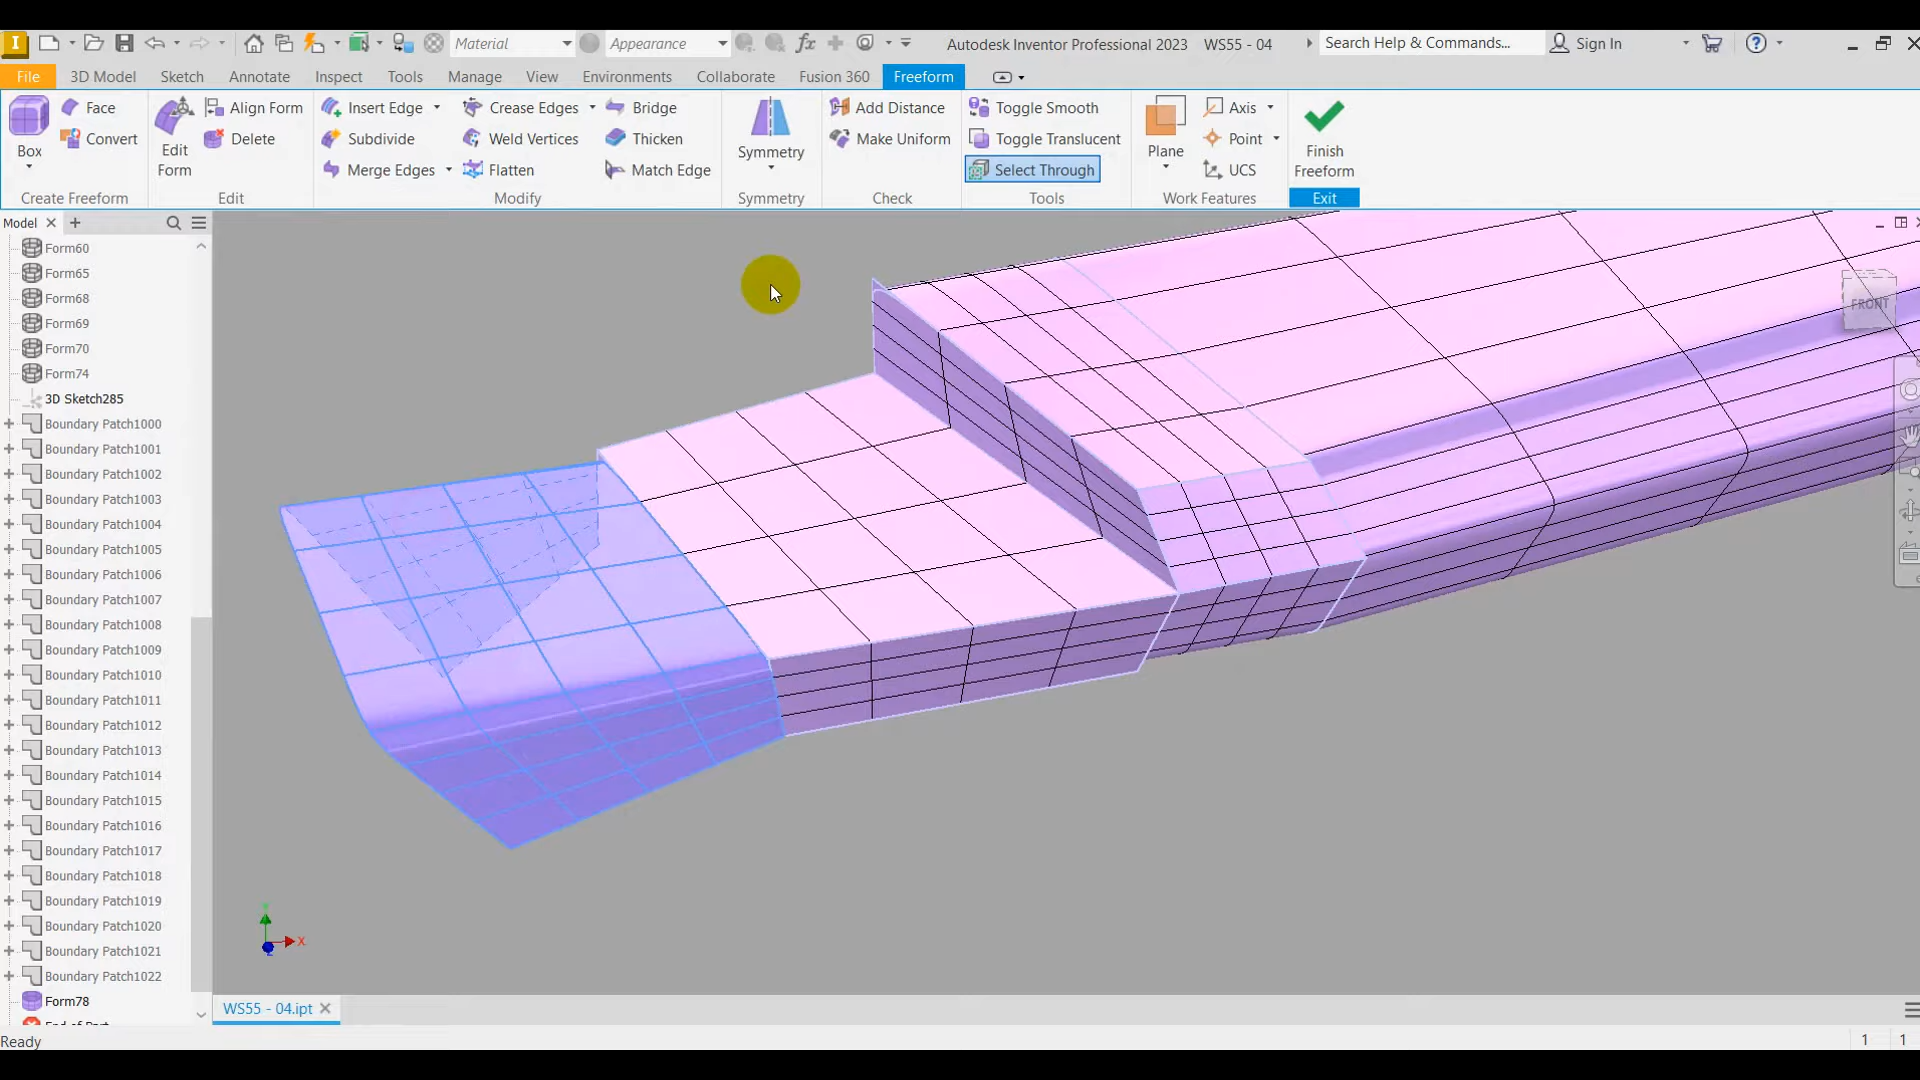 Material
Appearance
Autodesk Inventor Professional 2023 WS55 - 04
Search Help & Commands...
Sign In
File 3D Model Sketch Annotate Inspect Tools Manage View Environments Collaborate Fusion 360 Freeform
Box
Face
Convert
Create Freeform
Edit
Form
Align Form
Delete
Edit
Insert Edge
Subdivide
Merge Edges
Crease Edges
Weld Vertices
Flatten
Bridge
Thicken
Match Edge
Modify
Symmetry
Symmetry
Add Distance
Make Uniform
Check
Toggle Smooth
Toggle Translucent
Select Through
Tools
Plane
Axis
Point
UCS
Work Features
Finish
Freeform
Exit
Model
Form60
Form65
Form68
Form69
Form70
Form74
3D Sketch285
Boundary Patch1000
Boundary Patch1001
Boundary Patch1002
Boundary Patch1003
Boundary Patch1004
Boundary Patch1005
Boundary Patch1006
Boundary Patch1007
Boundary Patch1008
Boundary Patch1009
Boundary Patch1010
Boundary Patch1011
Boundary Patch1012
Boundary Patch1013
Boundary Patch1014
Boundary Patch1015
Boundary Patch1016
Boundary Patch1017
Boundary Patch1018
Boundary Patch1019
Boundary Patch1020
Boundary Patch1021
Boundary Patch1022
Form78
End of Part
FRONT
X
WS55 - 04.ipt
Ready
1 1